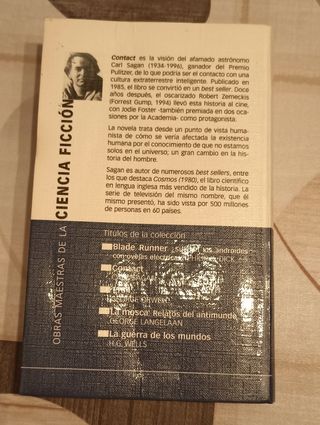 Contact es la visión del afamado astrónomo
Carl Sagan (1934-1996), ganador del Premio
Pulitzer, de lo que podría ser el contacto con una
cultura extraterrestre inteligente. Publicado en
1985, el libro se convirtió en un best seller. Doce
años después, el oscarizado Robert Zemeckis
(Forrest Gump, 1994) llevó esta historia al cine,
con Jodie Foster -también premiada en dos oca-
siones por la Academia- como protagonista.
La novela trata desde un punto de vista huma-
nista de cómo se vería afectada la existencia
humana por el conocimiento de que no estamos
solos en el universo; un gran cambio en la his-
toria del hombre.
Sagan es autor de numerosos best sellers, entre
los que destaca Cosmos (1980), el libro científico
en lengua inglesa más vendido de la historia. La
serie de televisión del mismo nombre, que él
mismo presentó, ha sido vista por 500 millones
de personas en 60 países.
OBRAS MAESTRAS DE LA CIENCIA FICCIÓN
Títulos de la colección
Blade Runner ¿Sueñan los androides
con ovejas eléctricas? DICK
Contact
GEORGE ORWELL
La mosca: Relatos del antimundo
GEORGE LANGELAAN
La guerra de los mundos
H.G. WELLS